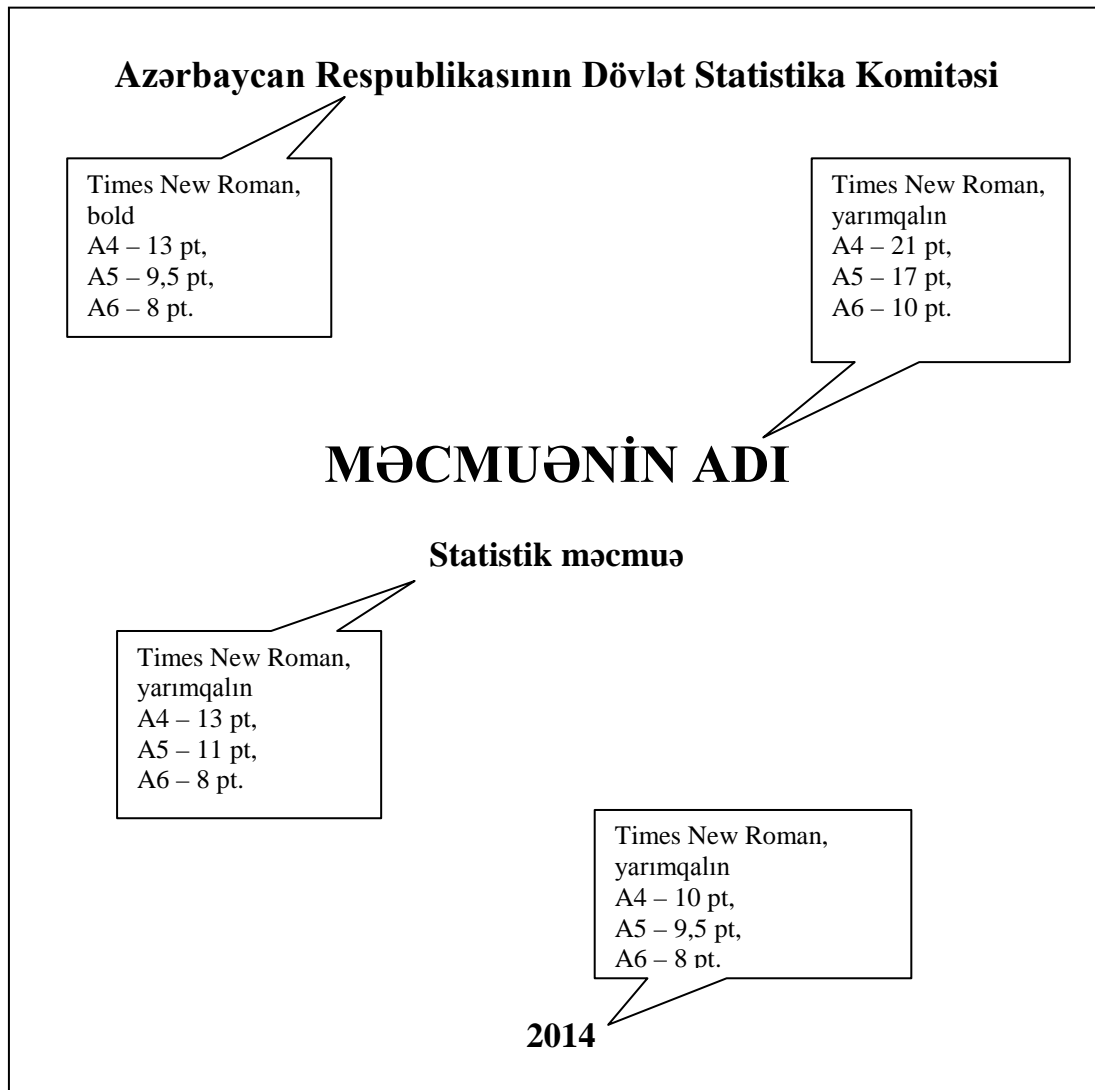 Azərbaycan Respublikasının Dövlət Statistika Komitəsi
Times New Roman,
bold
A4 – 13 pt,
A5 – 9,5 pt,
A6 – 8 pt.
Times New Roman,
yarımqalın
A4 – 21 pt,
A5 – 17 pt,
A6 – 10 pt.
MƏCMUƏNİN ADI
Statistik məcmuə
Times New Roman,
yarımqalın
A4 – 13 pt,
A5 – 11 pt,
A6 – 8 pt.
Times New Roman,
yarımqalın
A4 – 10 pt,
A5 – 9,5 pt,
A6 – 8 pt.
2014